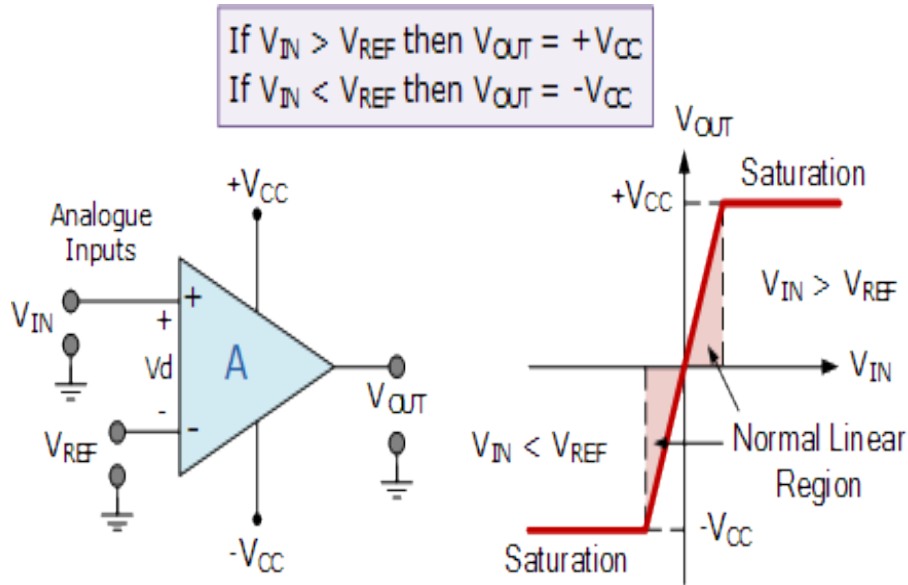 If VIN > VREF then VOUT = +VCC
If VIN < VREF then VOUT = -VCC
+VCC
Analogue
Inputs
VIN
+
+
Vd
-
A
VREF
-
VOUT
-VCC
VOUT
+VCC
Saturation
VIN > VREF
VIN
VIN < VREF
Normal Linear
Region
-VCC
Saturation